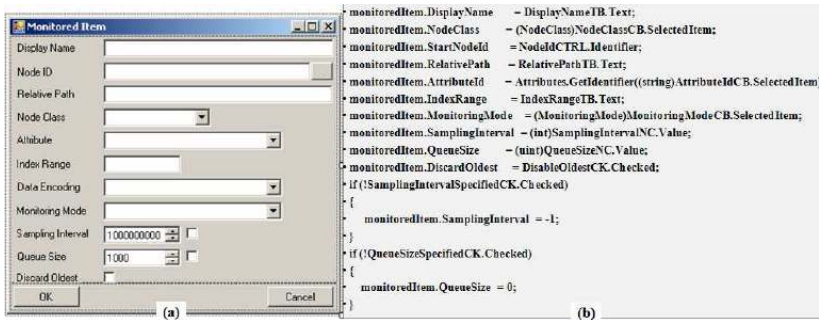 Monitored Item
Display Name
Node ID
Relative Path
Node Class
Attribute
Index Range
Data Encoding
Monitoring Mode
Sampling Interval 1000000000
Queue Size 1000
Discard Oldest
OK Cancel
(a)
monitoredItem.DisplayName = DisplayNameTB.Text;
monitoredItem.NodeClass = (NodeClass)NodeClassCB.SelectedItem;
monitoredItem.StartNodeId = NodeIdCTRL.Identifier;
monitoredItem.RelativePath = RelativePathTB.Text;
monitoredItem.AttributeId = Attributes.GetIdentifier((string)AttributeIdCB.SelectedItem)
monitoredItem.IndexRange = IndexRangeTB.Text;
monitoredItem.MonitoringMode = (MonitoringMode)MonitoringModeCB.SelectedItem;
monitoredItem.SamplingInterval = (int)SamplingIntervalNC.Value;
monitoredItem.QueueSize = (uint)QueueSizeNC.Value;
monitoredItem.DiscardOldest = DisableOldestCK.Checked;
if (!SamplingIntervalSpecifiedCK.Checked)
{
monitoredItem.SamplingInterval = -1;
}
if (!QueueSizeSpecifiedCK.Checked)
{
monitoredItem.QueueSize = 0;
}
(b)